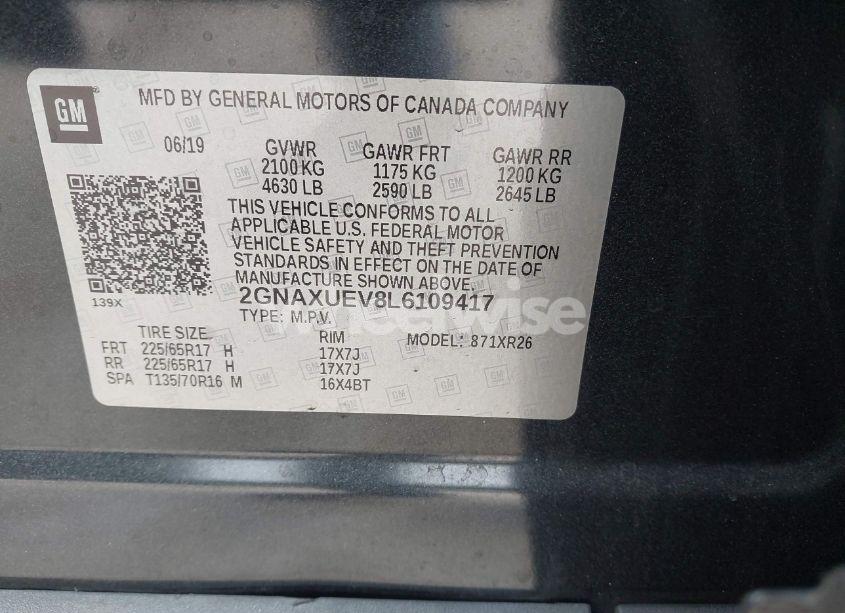 GM
MFD BY GENERAL MOTORS OF CANADA COMPANY
06/19 GVWR GAWR FRT GAWR RR
2100 KG 1175 KG 1200 KG
4630 LB 2590 LB 2645 LB
THIS VEHICLE CONFORMS TO ALL
APPLICABLE U.S. FEDERAL MOTOR
VEHICLE SAFETY AND THEFT PREVENTION
STANDARDS IN EFFECT ON THE DATE OF
MANUFACTURE SHOWN ABOVE.
139X
2GNAXUEV8L6109417
TYPE: M.P.V. MODEL: 871XR26
TIRE SIZE RIM
FRT 225/65R17 H 17X7J
RR 225/65R17 H 17X7J
SPA T135/70R16 M 16X4BT
wheelwise